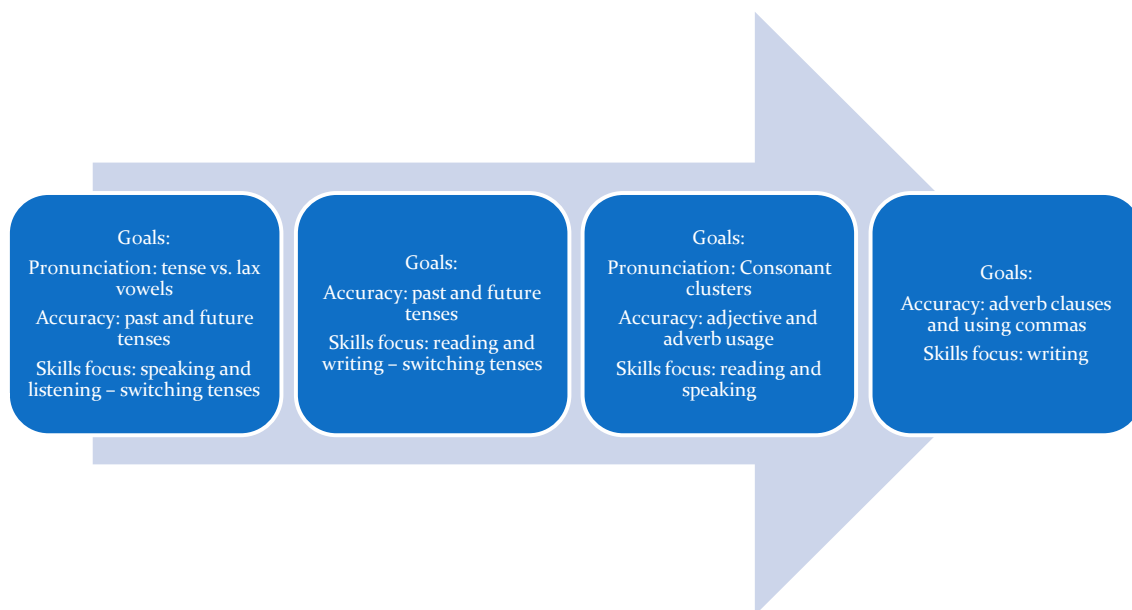 Goals:
Pronunciation: tense vs. lax
vowels
Accuracy: past and future
tenses
Skills focus: speaking and
listening – switching tenses
Goals:
Accuracy: past and future
tenses
Skills focus: reading and
writing – switching tenses
Goals:
Pronunciation: Consonant
clusters
Accuracy: adjective and
adverb usage
Skills focus: reading and
speaking
Goals:
Accuracy: adverb clauses
and using commas
Skills focus: writing